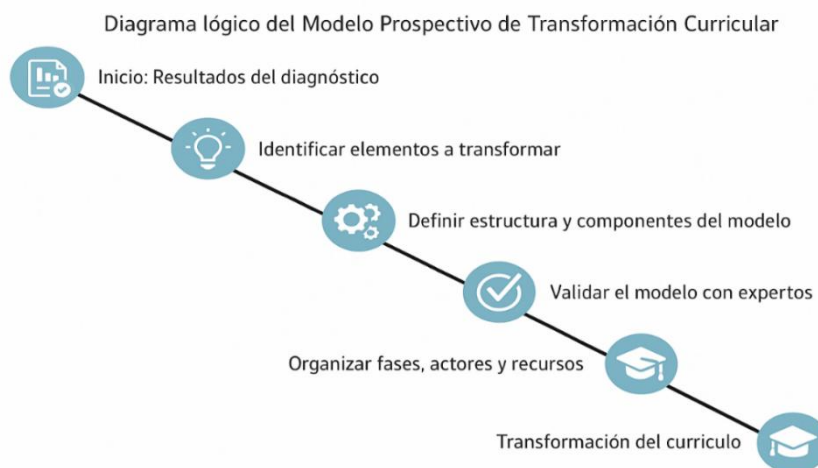 Diagrama lógico del Modelo Prospectivo de Transformación Curricular
Inicio: Resultados del diagnóstico
Identificar elementos a transformar
Definir estructura y componentes del modelo
Validar el modelo con expertos
Organizar fases, actores y recursos
Transformación del curriculo